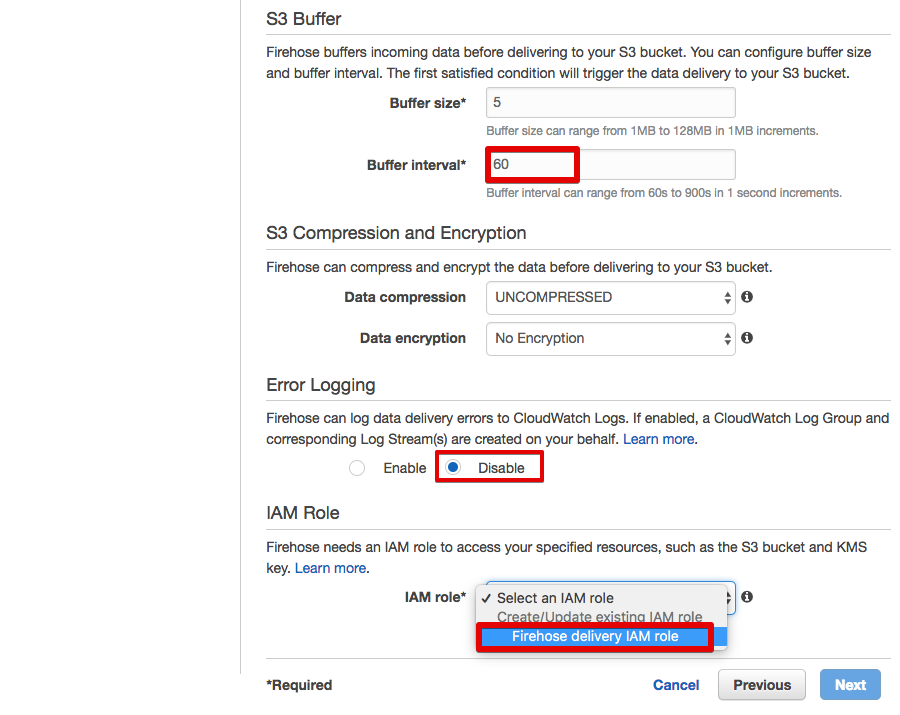 S3 Buffer
Firehose buffers incoming data before delivering to your S3 bucket. You can configure buffer size
and buffer interval. The first satisfied condition will trigger the data delivery to your S3 bucket.
Buffer size* 5
Buffer size can range from 1MB to 128MB in 1MB increments.
Buffer interval* 60
Buffer interval can range from 60s to 900s in 1 second increments.
S3 Compression and Encryption
Firehose can compress and encrypt the data before delivering to your S3 bucket.
Data compression UNCOMPRESSED
Data encryption No Encryption
Error Logging
Firehose can log data delivery errors to CloudWatch Logs. If enabled, a CloudWatch Log Group and
corresponding Log Stream(s) are created on your behalf. Learn more.
Enable Disable
IAM Role
Firehose needs an IAM role to access your specified resources, such as the S3 bucket and KMS
key. Learn more.
IAM role* ✓ Select an IAM role
Create/Update existing IAM role
Firehose delivery IAM role
*Required Cancel Previous Next